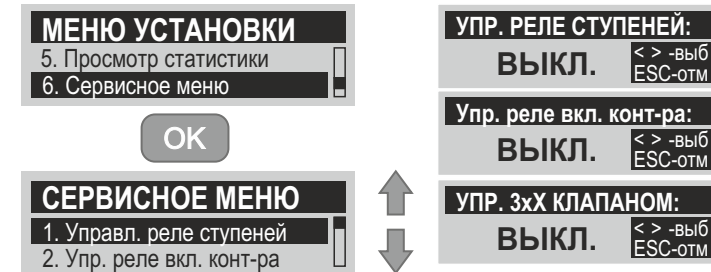 МЕНЮ УСТАНОВКИ
5. Просмотр статистики
6. Сервисное меню
OK
СЕРВИСНОЕ МЕНЮ
1. Управл. реле ступеней
2. Упр. реле вкл. конт-ра
УПР. РЕЛЕ СТУПЕНЕЙ:
ВЫКЛ.
< > -выб
ESC-отм
Упр. реле вкл. конт-ра:
ВЫКЛ.
< > -выб
ESC-отм
УПР. 3хХ КЛАПАНОМ:
ВЫКЛ.
< > -выб
ESC-отм